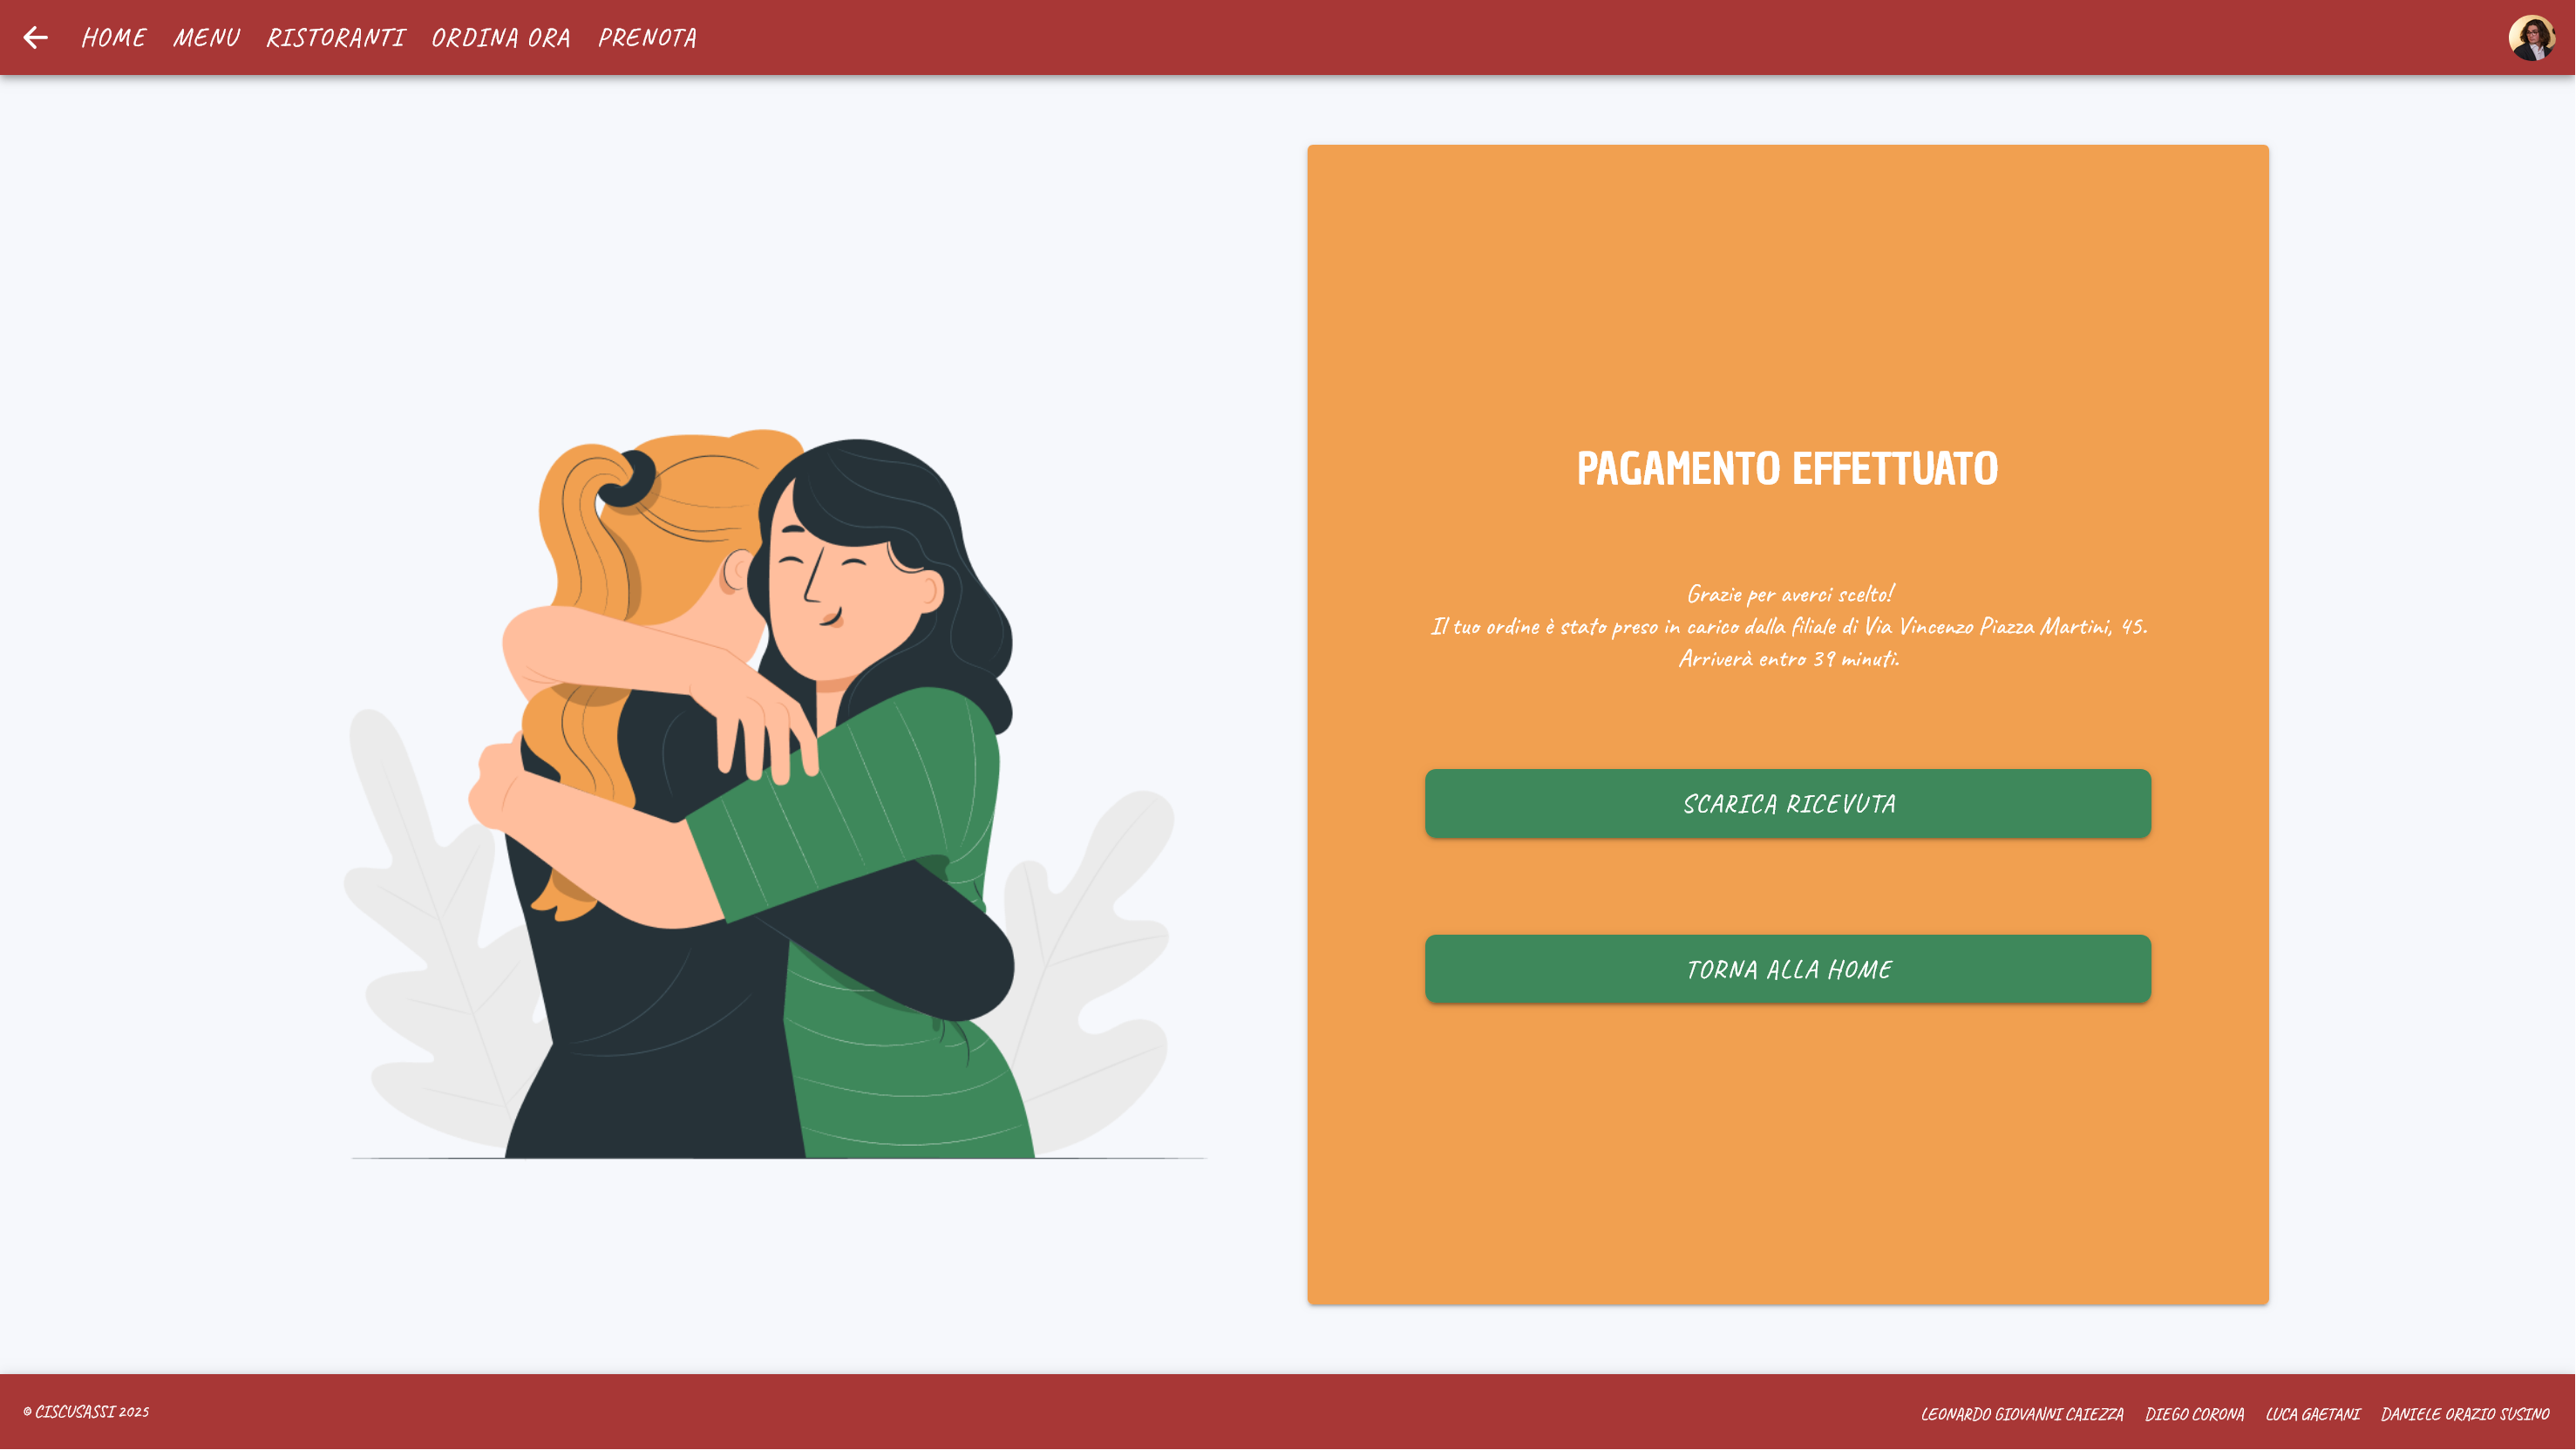 HOME MENU RISTORANTI ORDINA ORA PRENOTA
PAGAMENTO EFFETTUATO
Grazie per averci scelto!
Il tuo ordine è stato preso in carico dalla filiale di Via Vincenzo Piazza Martini, 45.
Arriverà entro 39 minuti.
SCARICA RICEVUTA
TORNA ALLA HOME
© CISCUSASSI 2025
LEONARDO GIOVANNI CAIEZZA DIEGO CORONA LUCA GAETANI DANIELE ORAZIO SUSINO